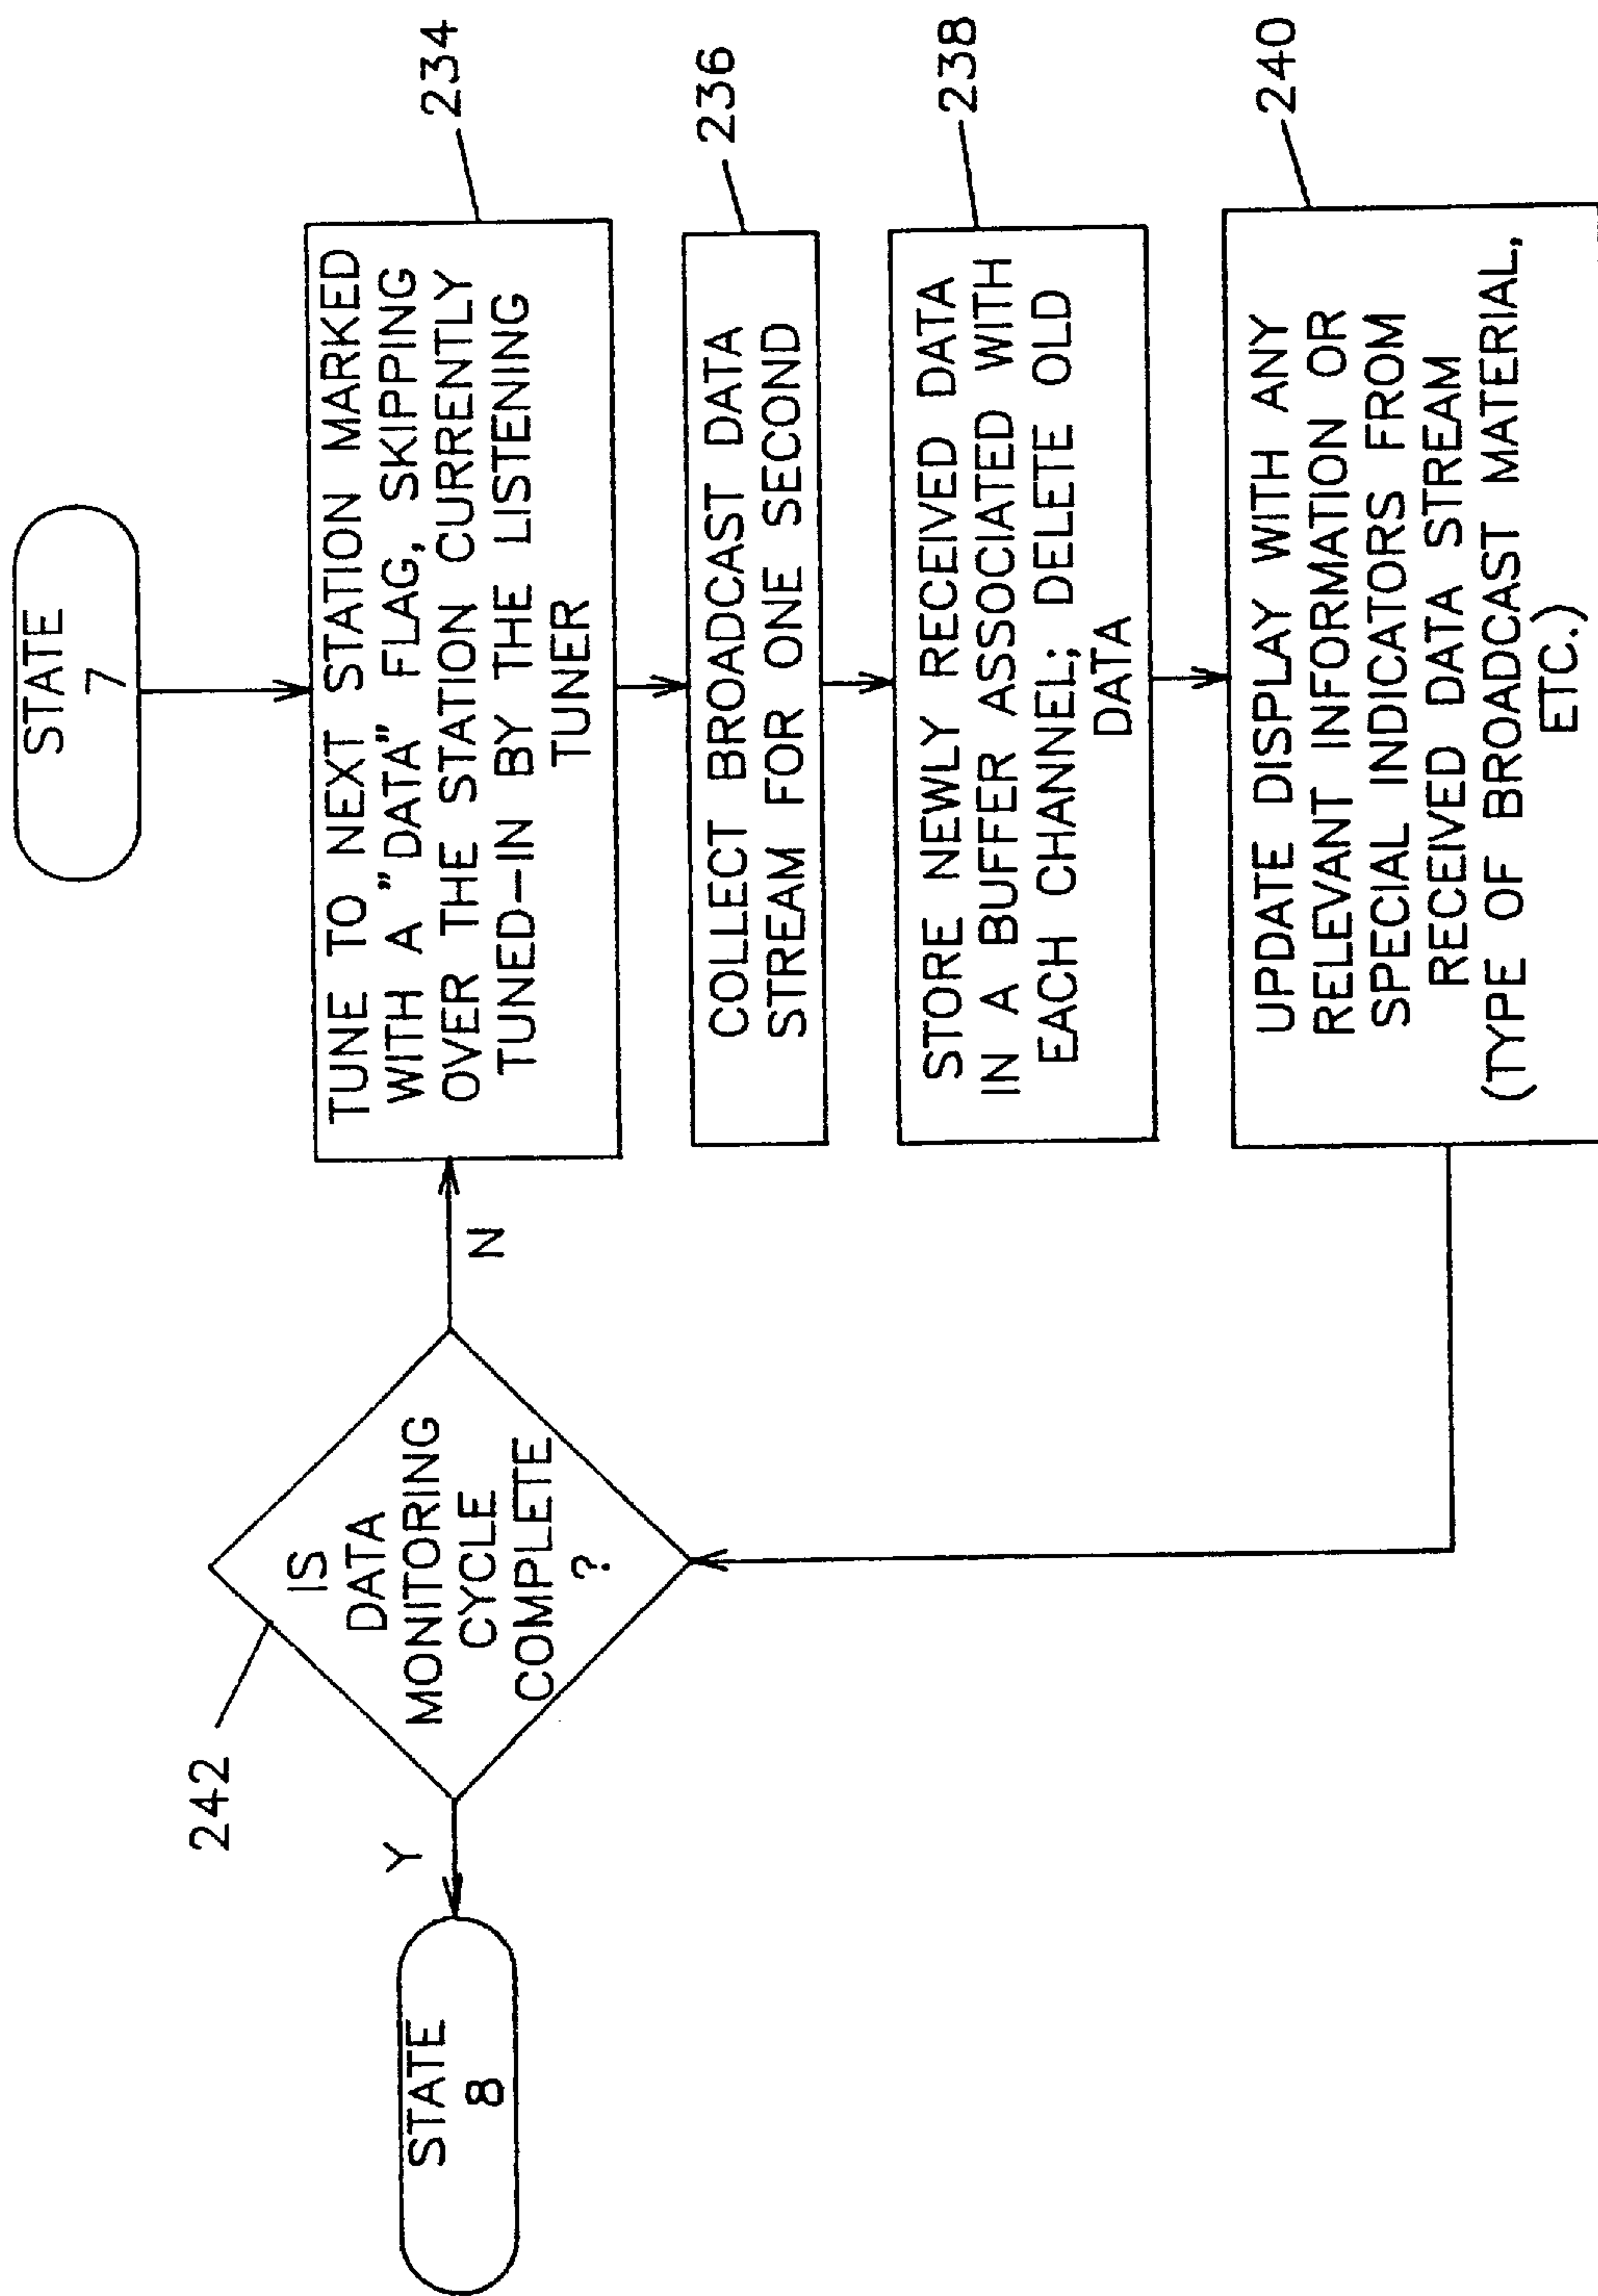 STATE
7
TUNE TO NEXT STATION MARKED
WITH A "DATA" FLAG, SKIPPING
OVER THE STATION CURRENTLY
TUNED-IN BY THE LISTENING
TUNER
234
COLLECT BROADCAST DATA
STREAM FOR ONE SECOND
236
STORE NEWLY RECEIVED DATA
IN A BUFFER ASSOCIATED WITH
EACH CHANNEL; DELETE OLD
DATA
238
UPDATE DISPLAY WITH ANY
RELEVANT INFORMATION OR
SPECIAL INDICATORS FROM
RECEIVED DATA STREAM
(TYPE OF BROADCAST MATERIAL,
ETC.)
240
IS
DATA
MONITORING
CYCLE
COMPLETE
?
242
N
Y
STATE
8